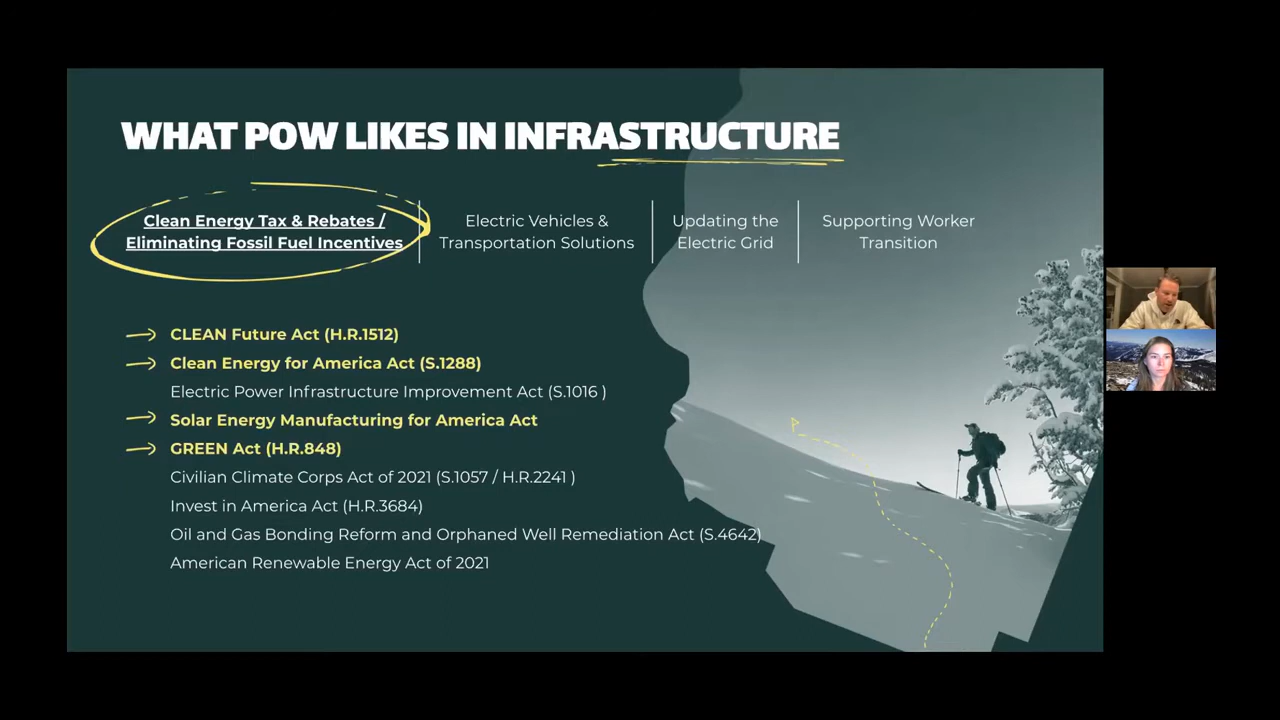 WHAT POW LIKES IN INFRASTRUCTURE
Clean Energy Tax & Rebates /
Eliminating Fossil Fuel Incentives
Electric Vehicles &
Transportation Solutions
Updating the
Electric Grid
Supporting Worker
Transition
CLEAN Future Act (H.R.1512)
Clean Energy for America Act (S.1288)
Electric Power Infrastructure Improvement Act (S.1016 )
Solar Energy Manufacturing for America Act
GREEN Act (H.R.848)
Civilian Climate Corps Act of 2021 (S.1057 / H.R.2241 )
Invest in America Act (H.R.3684)
Oil and Gas Bonding Reform and Orphaned Well Remediation Act (S.4642)
American Renewable Energy Act of 2021